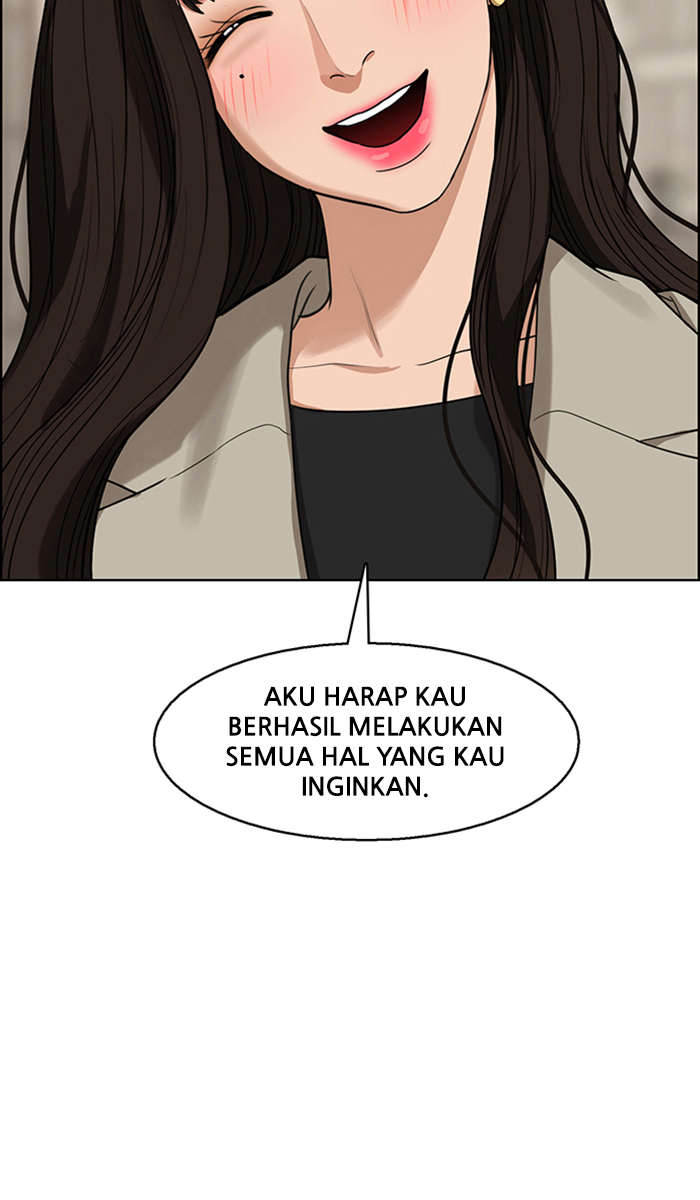 AKU HARAP KAU
BERHASIL MELAKUKAN
SEMUA HAL YANG KAU
INGINKAN.